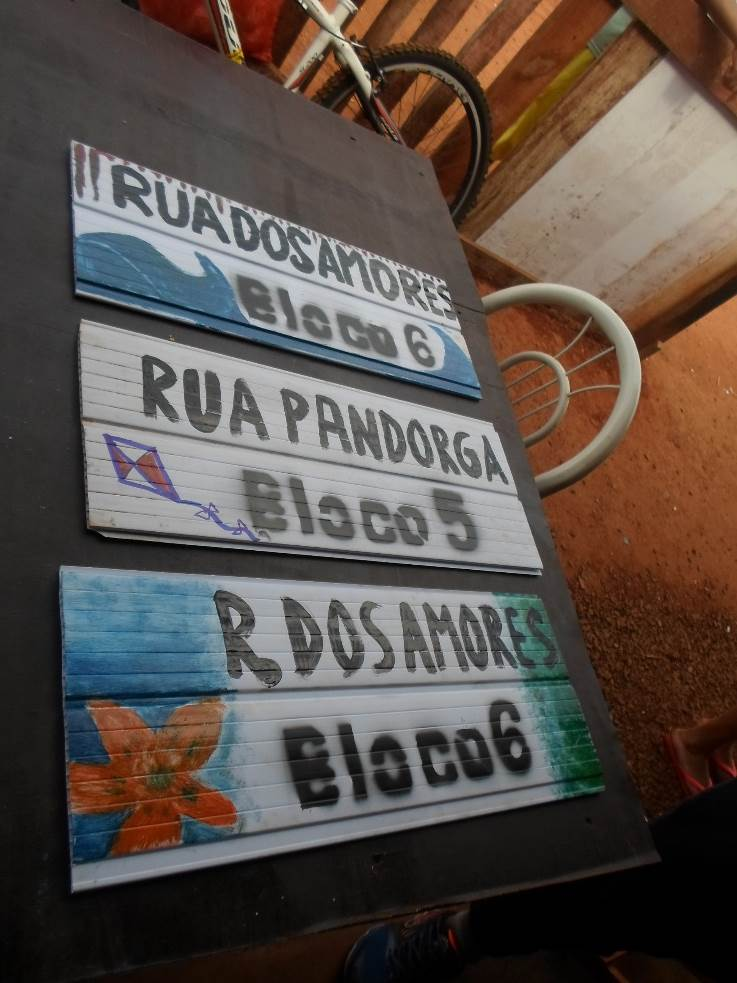 RUA DOS AMORES
Bloco 6
RUA PANDORGA
Bloco 5
R DOS AMORES
Bloco 6